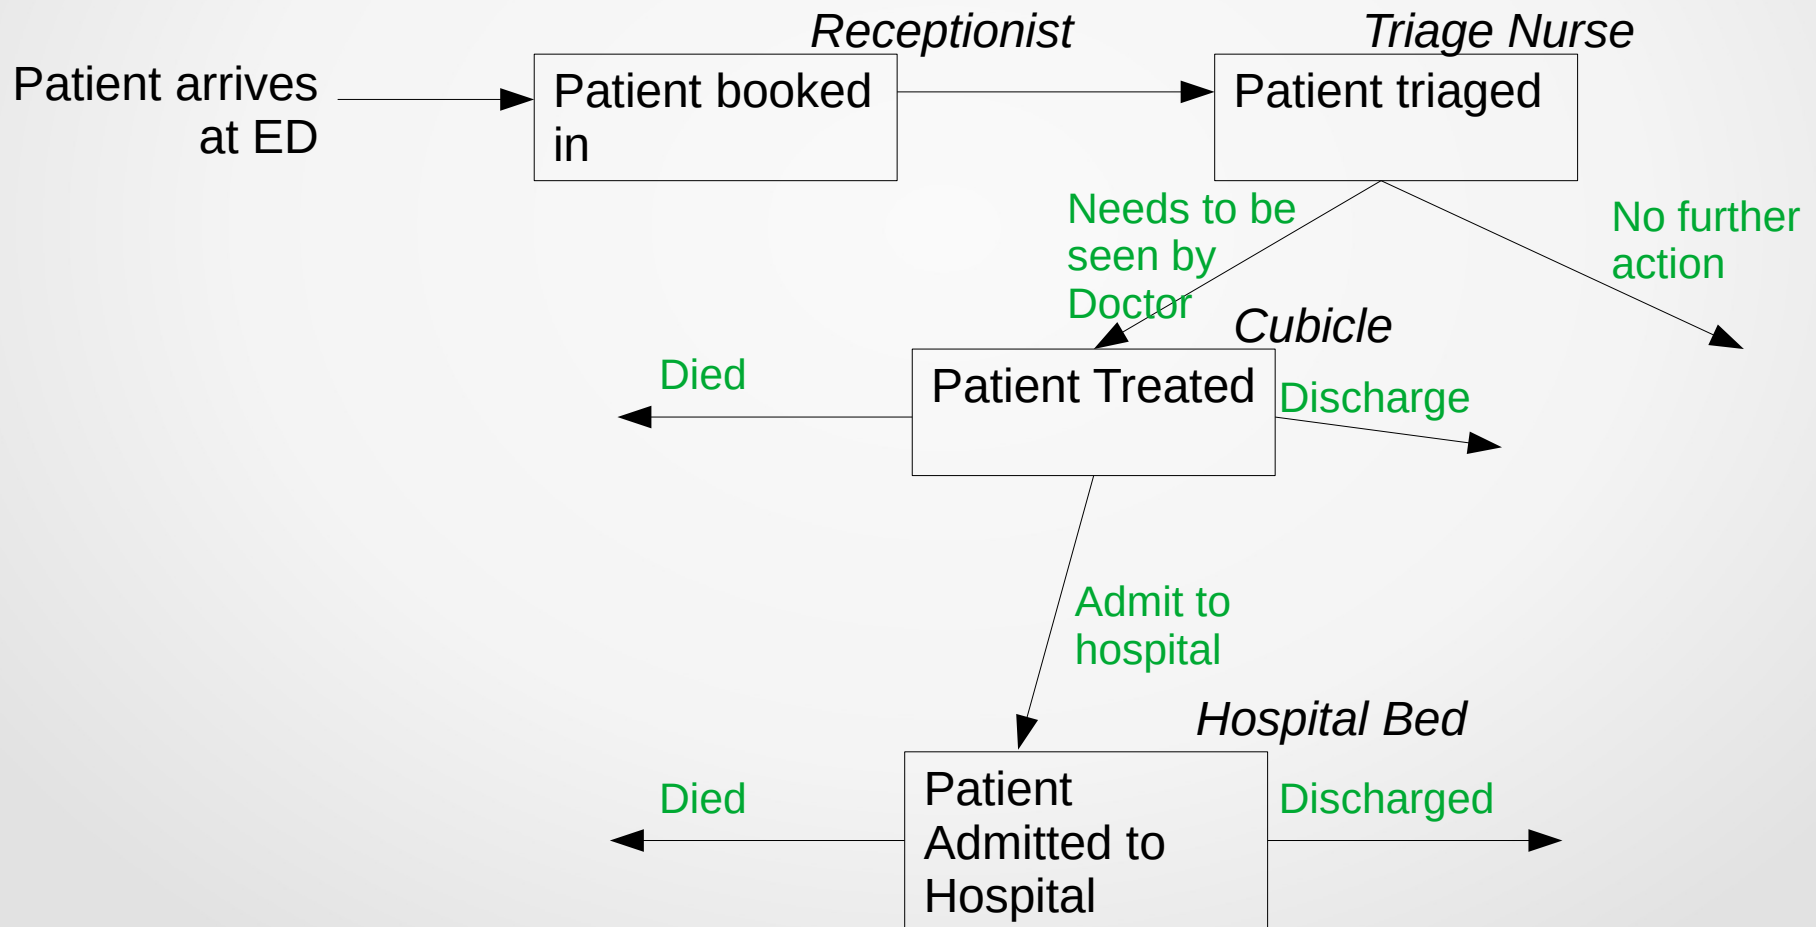 Receptionist
Triage Nurse
Patient arrives
at ED
Patient booked
in
Patient triaged
Needs to be
seen by
Doctor
No further
action
Cubicle
Died
Patient Treated
Discharge
Admit to
hospital
Hospital Bed
Died
Patient
Admitted to
Hospital
Discharged